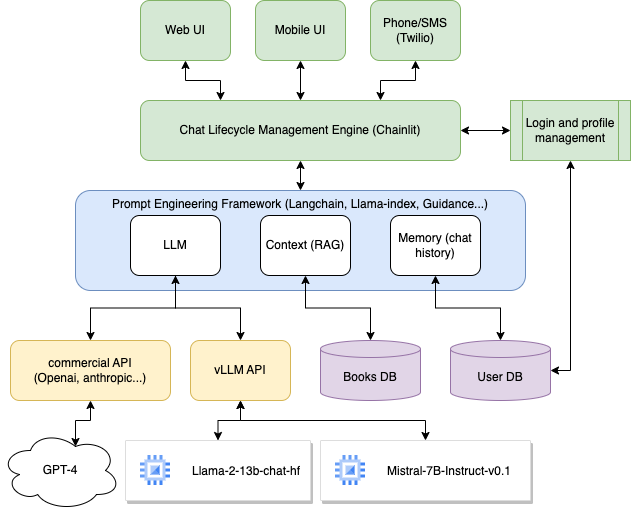 Web UI
Mobile UI
Phone/SMS
(Twilio)
Chat Lifecycle Management Engine (Chainlit)
Login and profile
management
Prompt Engineering Framework (Langchain, Llama-index, Guidance...)
LLM
Context (RAG)
Memory (chat
history)
commercial API
(Openai, anthropic...)
vLLM API
Books DB
User DB
GPT-4
Llama-2-13b-chat-hf
Mistral-7B-Instruct-v0.1